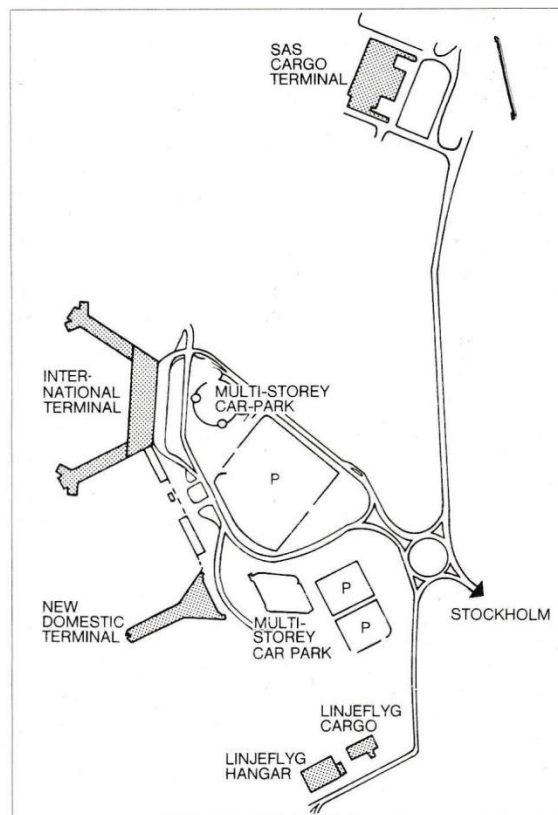 SAS
CARGO
TERMINAL
INTER-
NATIONAL
TERMINAL
MULTI-STOREY
CAR-PARK
P
NEW
DOMESTIC
TERMINAL
MULTI-
STOREY
CAR PARK
P
P
STOCKHOLM
LINJEFLYG
CARGO
LINJEFLYG
HANGAR